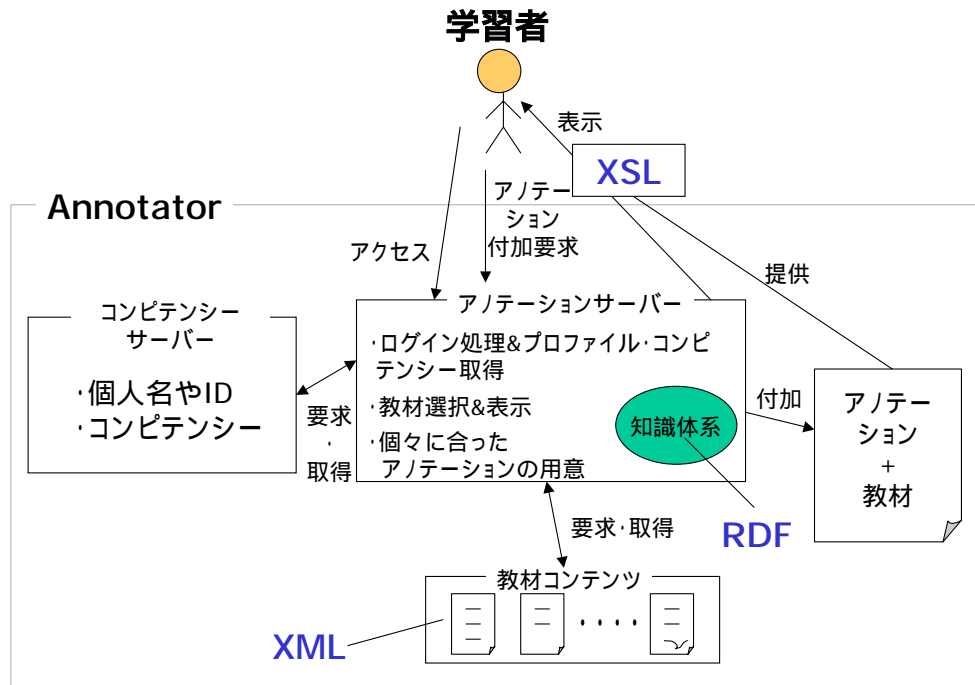 学習者
表示
XSL
Annotator
アノテー
ション
付加要求
アクセス
提供
コンピテンシー
サーバー
・個人名やID
・コンピテンシー
要求
・
取得
アノテーションサーバー
・ログイン処理&プロファイル・コンピ
テンシー取得
・教材選択&表示
・個々に合った
アノテーションの用意
知識体系
付加
アノテー
ション
+
教材
RDF
要求・取得
教材コンテンツ
・・・・
XML